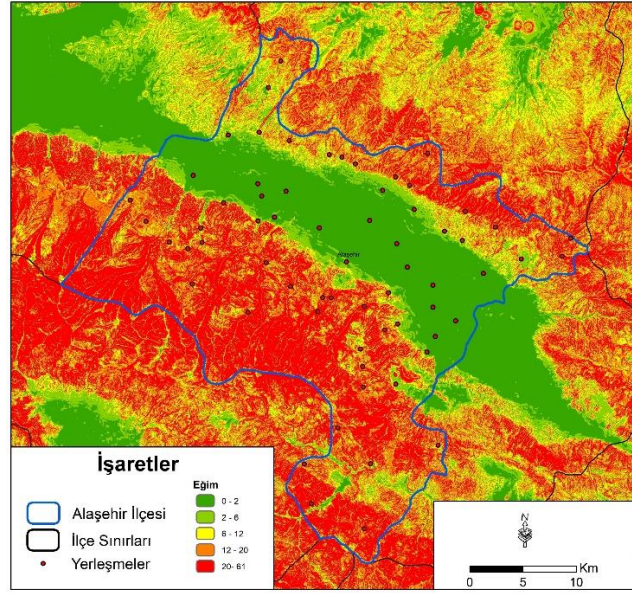 Alaşehir
İşaretler
Alaşehir İlçesi
İlçe Sınırları
Yerleşmeler
Eğim
0 - 2
2 - 6
6 - 12
12 - 20
20- 61
N
0 5 10 Km